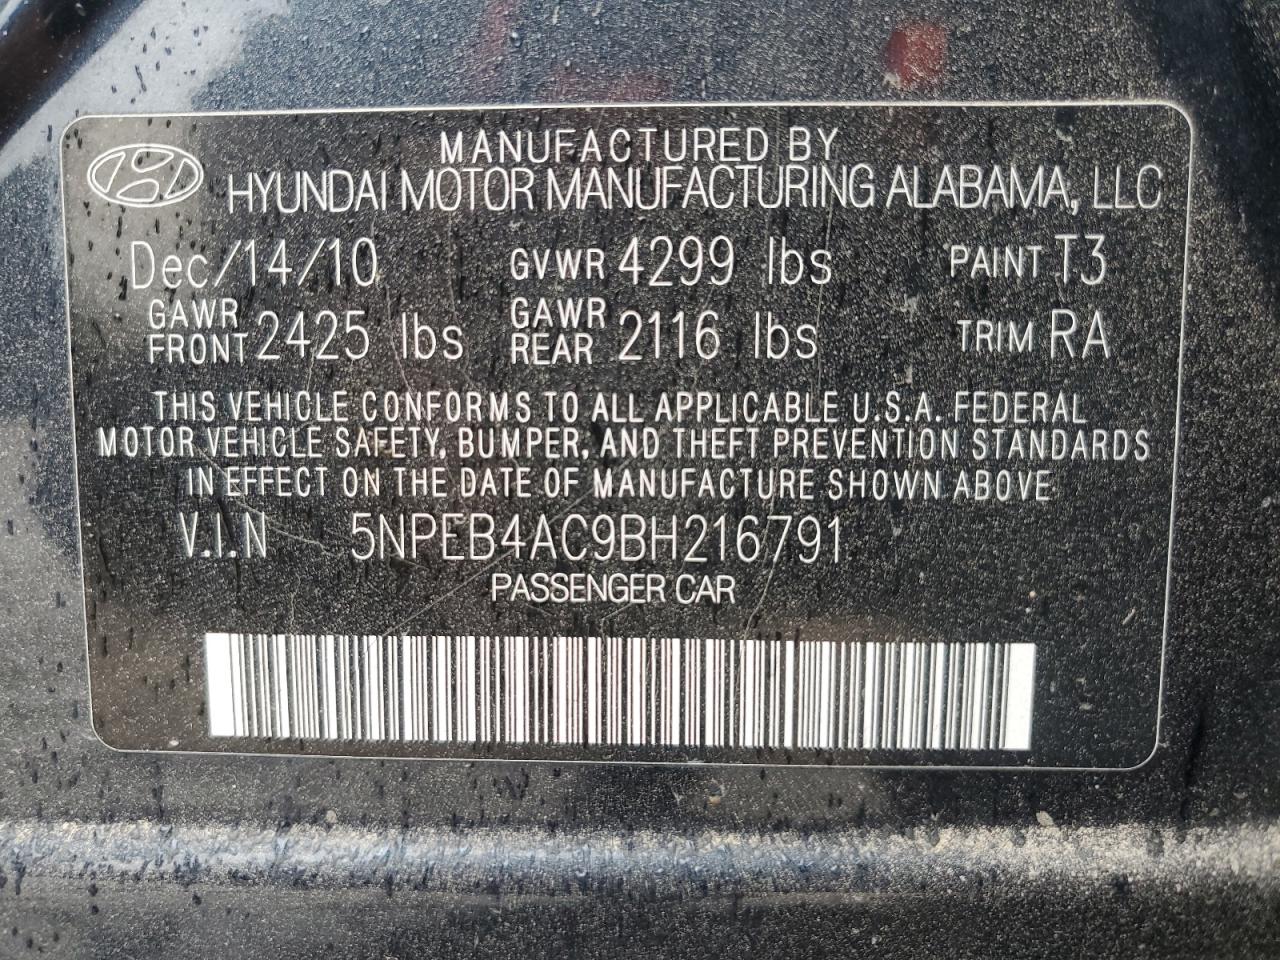 MANUFACTURED BY
HYUNDAI MOTOR MANUFACTURING ALABAMA, LLC
Dec/14/10 GVWR 4299 lbs PAINT T3
GAWR FRONT 2425 lbs GAWR REAR 2116 lbs TRIM RA
THIS VEHICLE CONFORMS TO ALL APPLICABLE U.S.A. FEDERAL
MOTOR VEHICLE SAFETY, BUMPER, AND THEFT PREVENTION STANDARDS
IN EFFECT ON THE DATE OF MANUFACTURE SHOWN ABOVE
V.I.N 5NPEB4AC9BH216791
PASSENGER CAR